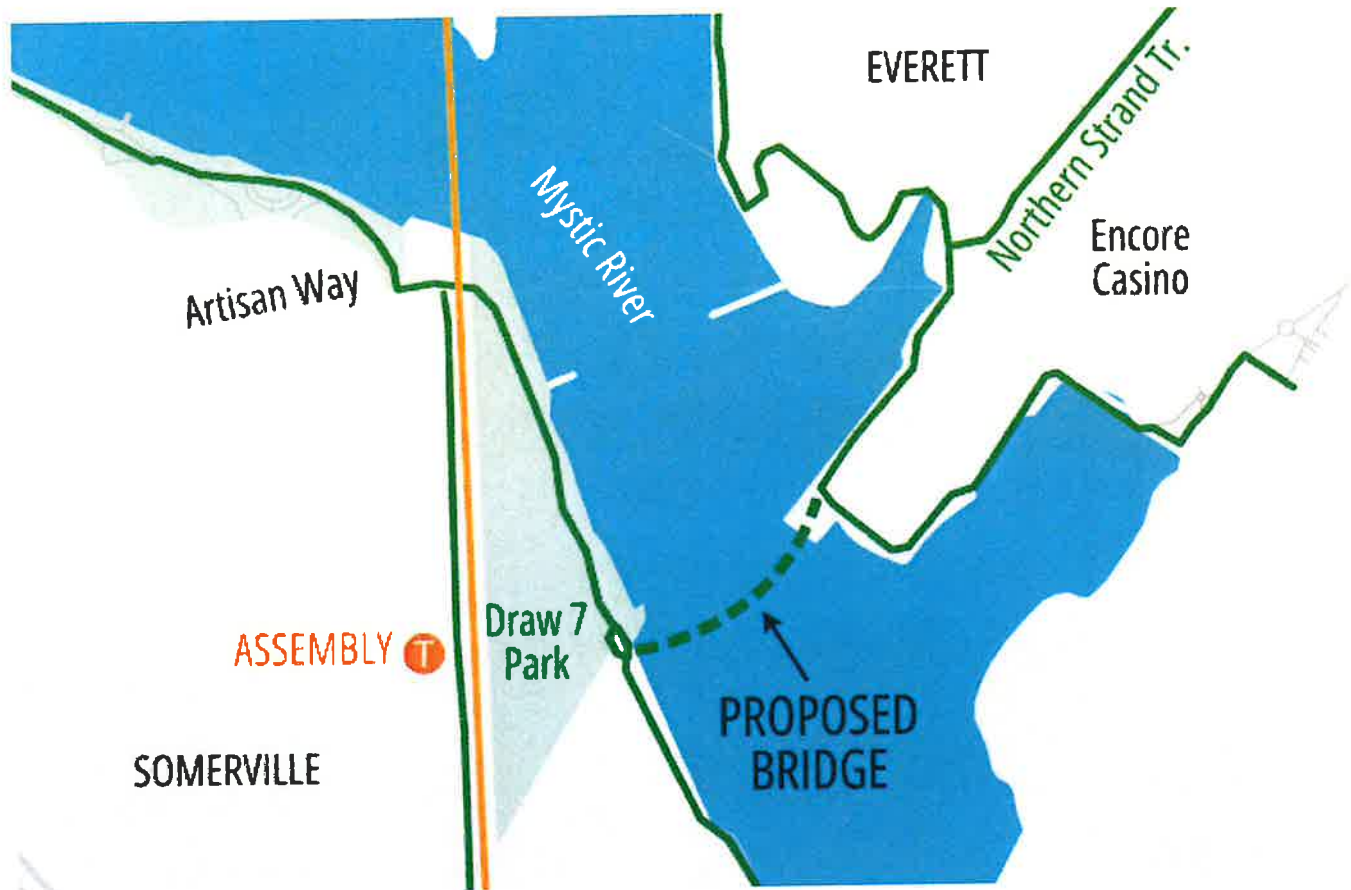 EVERETT
Northern Strand Tr.
Mystic River
Encore
Casino
Artisan Way
ASSEMBLY T
Draw 7
Park
PROPOSED
BRIDGE
SOMERVILLE